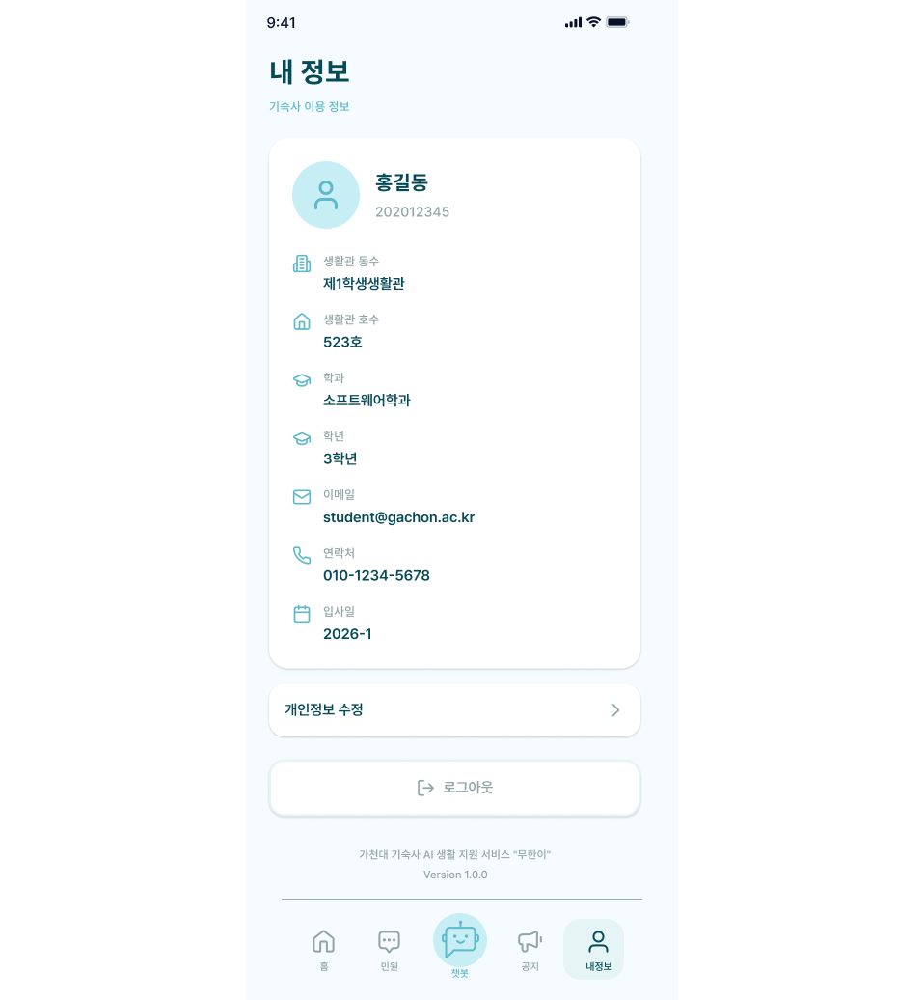 9:41
내 정보
기숙사 이용 정보
홍길동
202012345
생활관 동수
제1학생생활관
생활관 호수
523호
학과
소프트웨어학과
학년
3학년
이메일
student@gachon.ac.kr
연락처
010-1234-5678
입사일
2026-1
개인정보 수정
로그아웃
가천대 기숙사 AI 생활 지원 서비스 "무한이"
Version 1.0.0
홈 민원 챗봇 공지 내정보